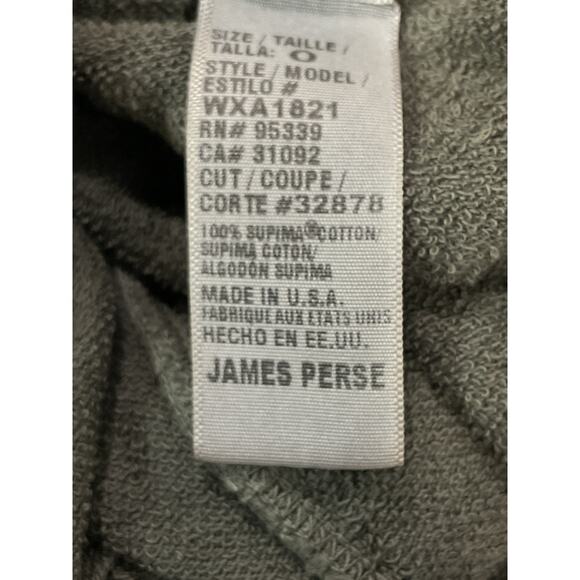 SIZE / TAILLE /
TALLA: 0
STYLE / MODEL /
ESTILO #
WXA1821
RN# 95339
CA# 31092
CUT / COUPE /
CORTE #32878
100% SUPIMA® COTTON/
SUPIMA COTON/
ALGODÓN SUPIMA
MADE IN U.S.A.
FABRIQUE AUX ETATS UNIS
HECHO EN EE.UU.
JAMES PERSE